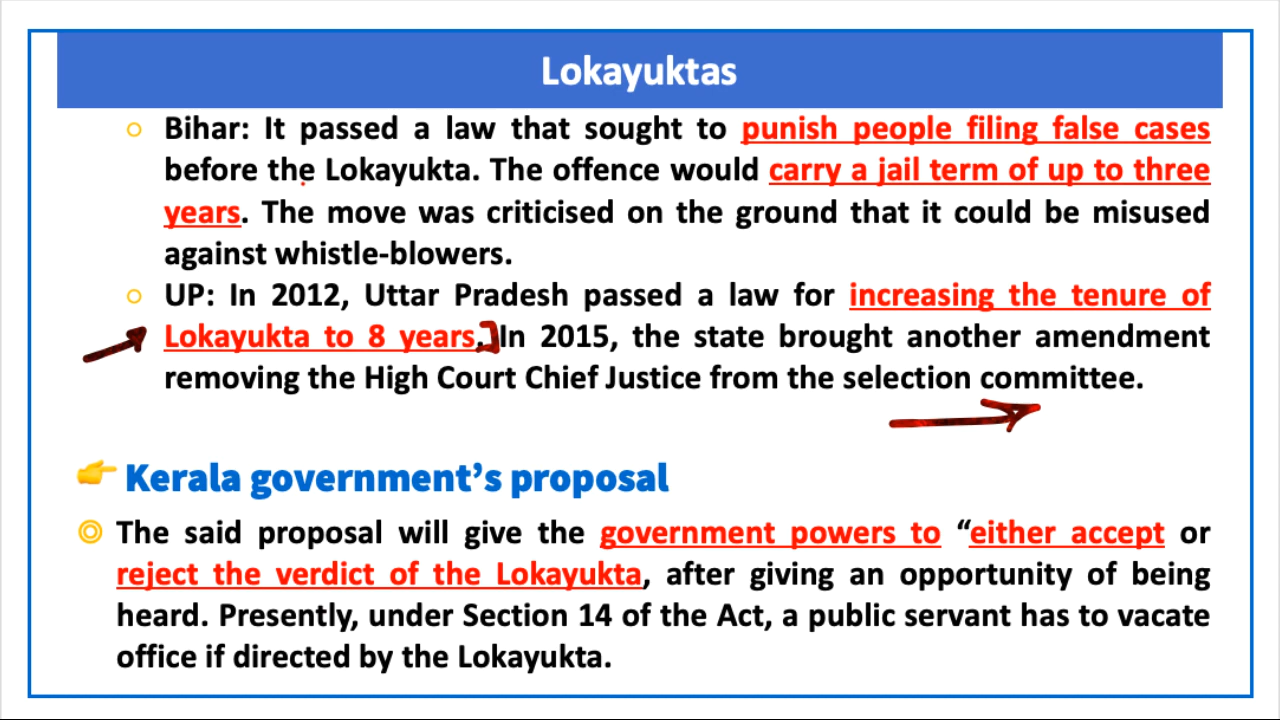 Lokayuktas
Bihar: It passed a law that sought to punish people filing false cases
before the Lokayukta. The offence would carry a jail term of up to three
years. The move was criticised on the ground that it could be misused
against whistle-blowers.
UP: In 2012, Uttar Pradesh passed a law for increasing the tenure of
Lokayukta to 8 years. In 2015, the state brought another amendment
removing the High Court Chief Justice from the selection committee.
Kerala government’s proposal
The said proposal will give the government powers to “either accept or
reject the verdict of the Lokayukta, after giving an opportunity of being
heard. Presently, under Section 14 of the Act, a public servant has to vacate
office if directed by the Lokayukta.